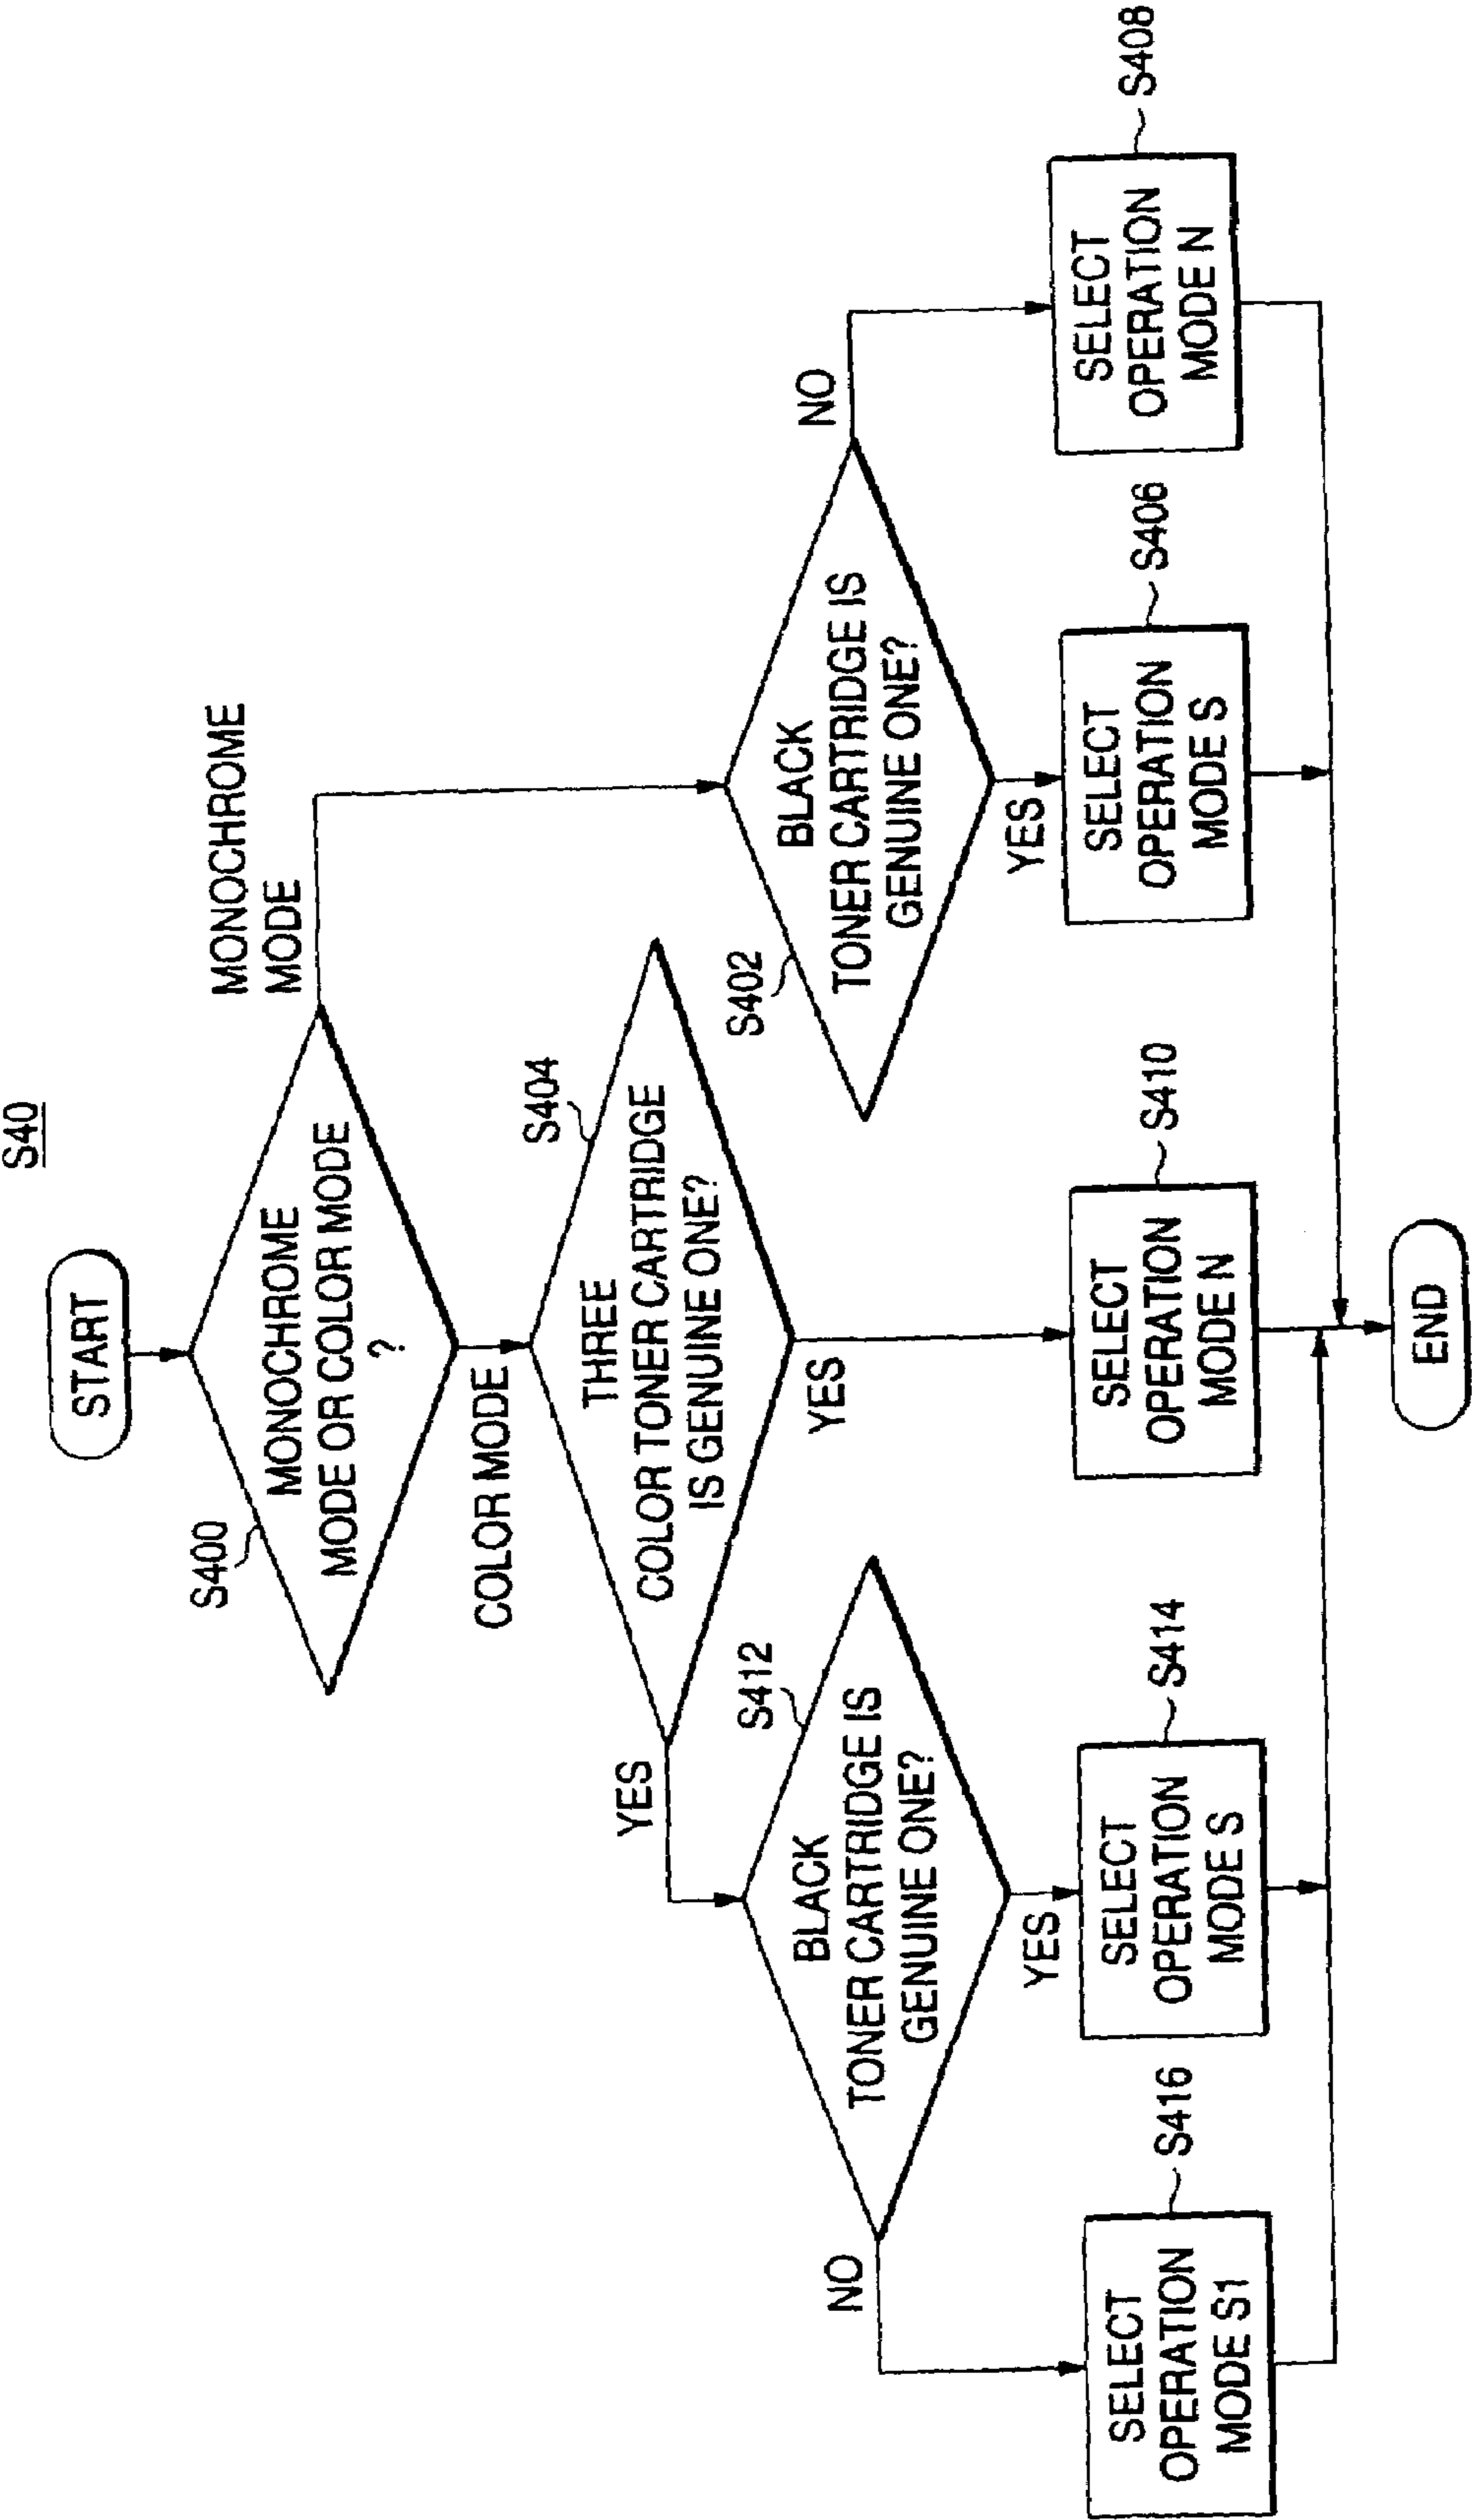 S40
START
S400
MONOCHROME
MODE OR COLOR MODE
?
MONOCHROME
MODE
COLOR MODE
S404
THREE
COLOR TONER CARTRIDGE
IS GENUINE ONE?
YES
YES
S412
BLACK
TONER CARTRIDGE IS
GENUINE ONE?
NO
YES
S402
BLACK
TONER CARTRIDGE IS
GENUINE ONE?
NO
YES
S416
SELECT
OPERATION
MODE S1
S414
SELECT
OPERATION
MODE S
S410
SELECT
OPERATION
MODE N
S406
SELECT
OPERATION
MODE S
S408
SELECT
OPERATION
MODE N
END